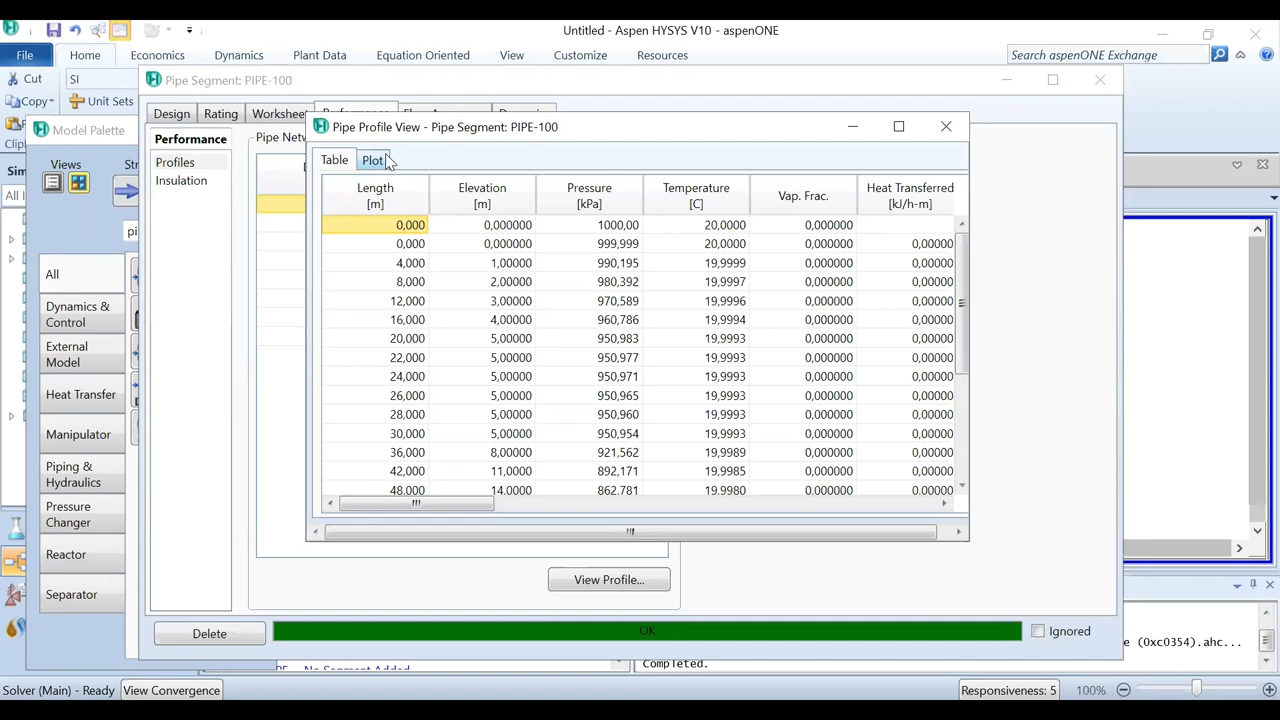 Untitled - Aspen HYSYS V10 - aspenONE
File Home Economics Dynamics Plant Data Equation Oriented View Customize Resources Search aspenONE Exchange
Cut SI
Pipe Segment: PIPE-100
Copy Unit Sets
Design Rating Worksheet
Model Palette
Performance Pipe Profile View - Pipe Segment: PIPE-100
Views
Profiles Table Plot
Insulation
Length Elevation Pressure Temperature Vap. Frac. Heat Transferred
[m] [m] [kPa] [C] [kJ/h-m]
0,000 0,000000 1000,00 20,0000 0,000000
0,000 0,000000 999,999 20,0000 0,000000 0,00000
4,000 1,00000 990,195 19,9999 0,000000 0,00000
8,000 2,00000 980,392 19,9997 0,000000 0,00000
12,000 3,00000 970,589 19,9996 0,000000 0,00000
16,000 4,00000 960,786 19,9994 0,000000 0,00000
20,000 5,00000 950,983 19,9993 0,000000 0,00000
22,000 5,00000 950,977 19,9993 0,000000 0,00000
24,000 5,00000 950,971 19,9993 0,000000 0,00000
26,000 5,00000 950,965 19,9993 0,000000 0,00000
28,000 5,00000 950,960 19,9993 0,000000 0,00000
30,000 5,00000 950,954 19,9993 0,000000 0,00000
36,000 8,00000 921,562 19,9989 0,000000 0,00000
42,000 11,0000 892,171 19,9985 0,000000 0,00000
48,000 14,0000 862,781 19,9980 0,000000 0,00000
All
Dynamics &
Control
External
Model
Heat Transfer
Manipulator
Piping &
Hydraulics
Pressure
Changer
Reactor
Separator
View Profile...
Delete OK Ignored
(0xc0354).ahc...
Completed.
Solver (Main) - Ready View Convergence Responsiveness: 5 100%